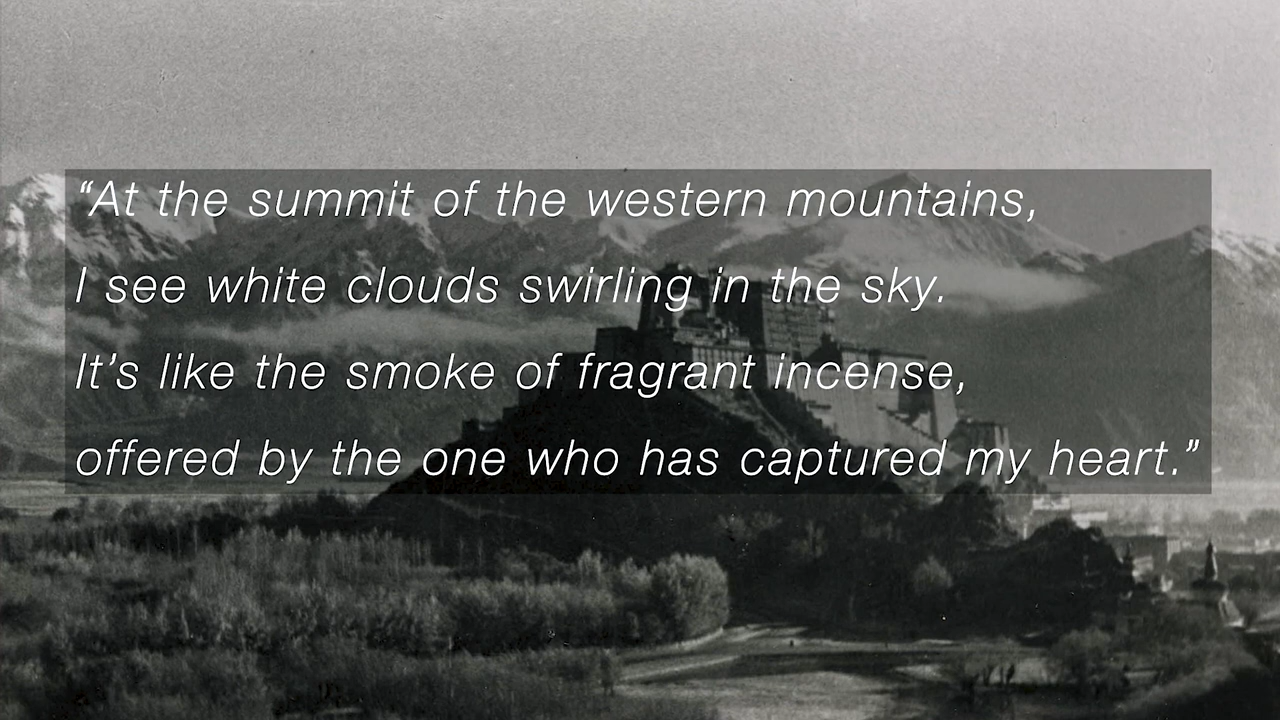 “At the summit of the western mountains,
I see white clouds swirling in the sky.
It’s like the smoke of fragrant incense,
offered by the one who has captured my heart.”